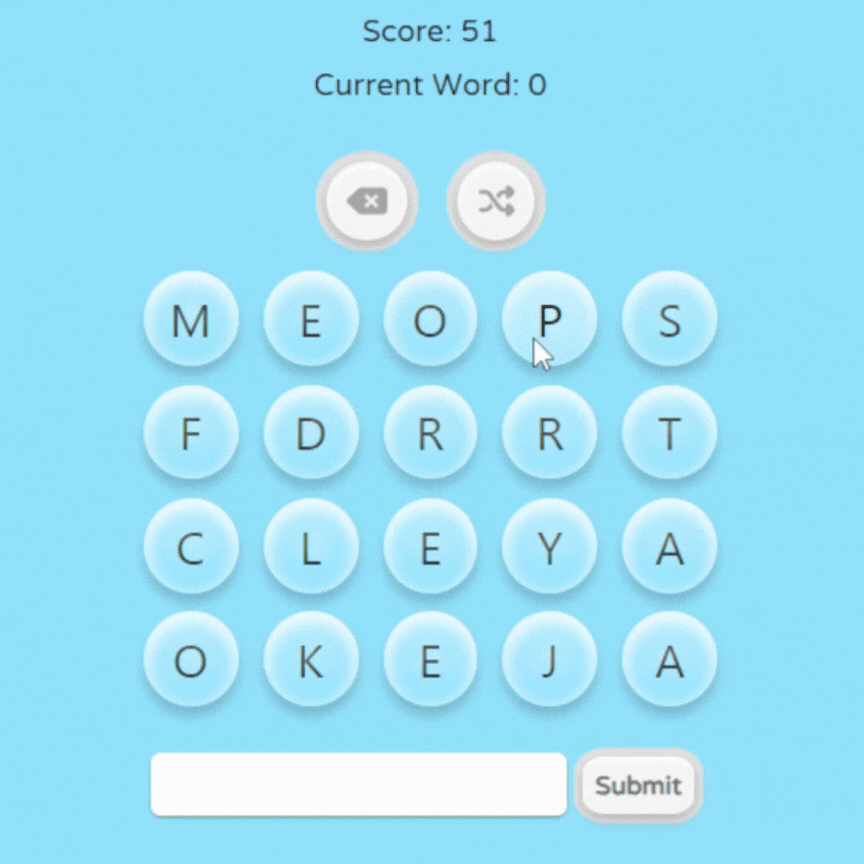 Score: 51
Current Word: 0
M E O P S
F D R R T
C L E Y A
O K E J A
Submit